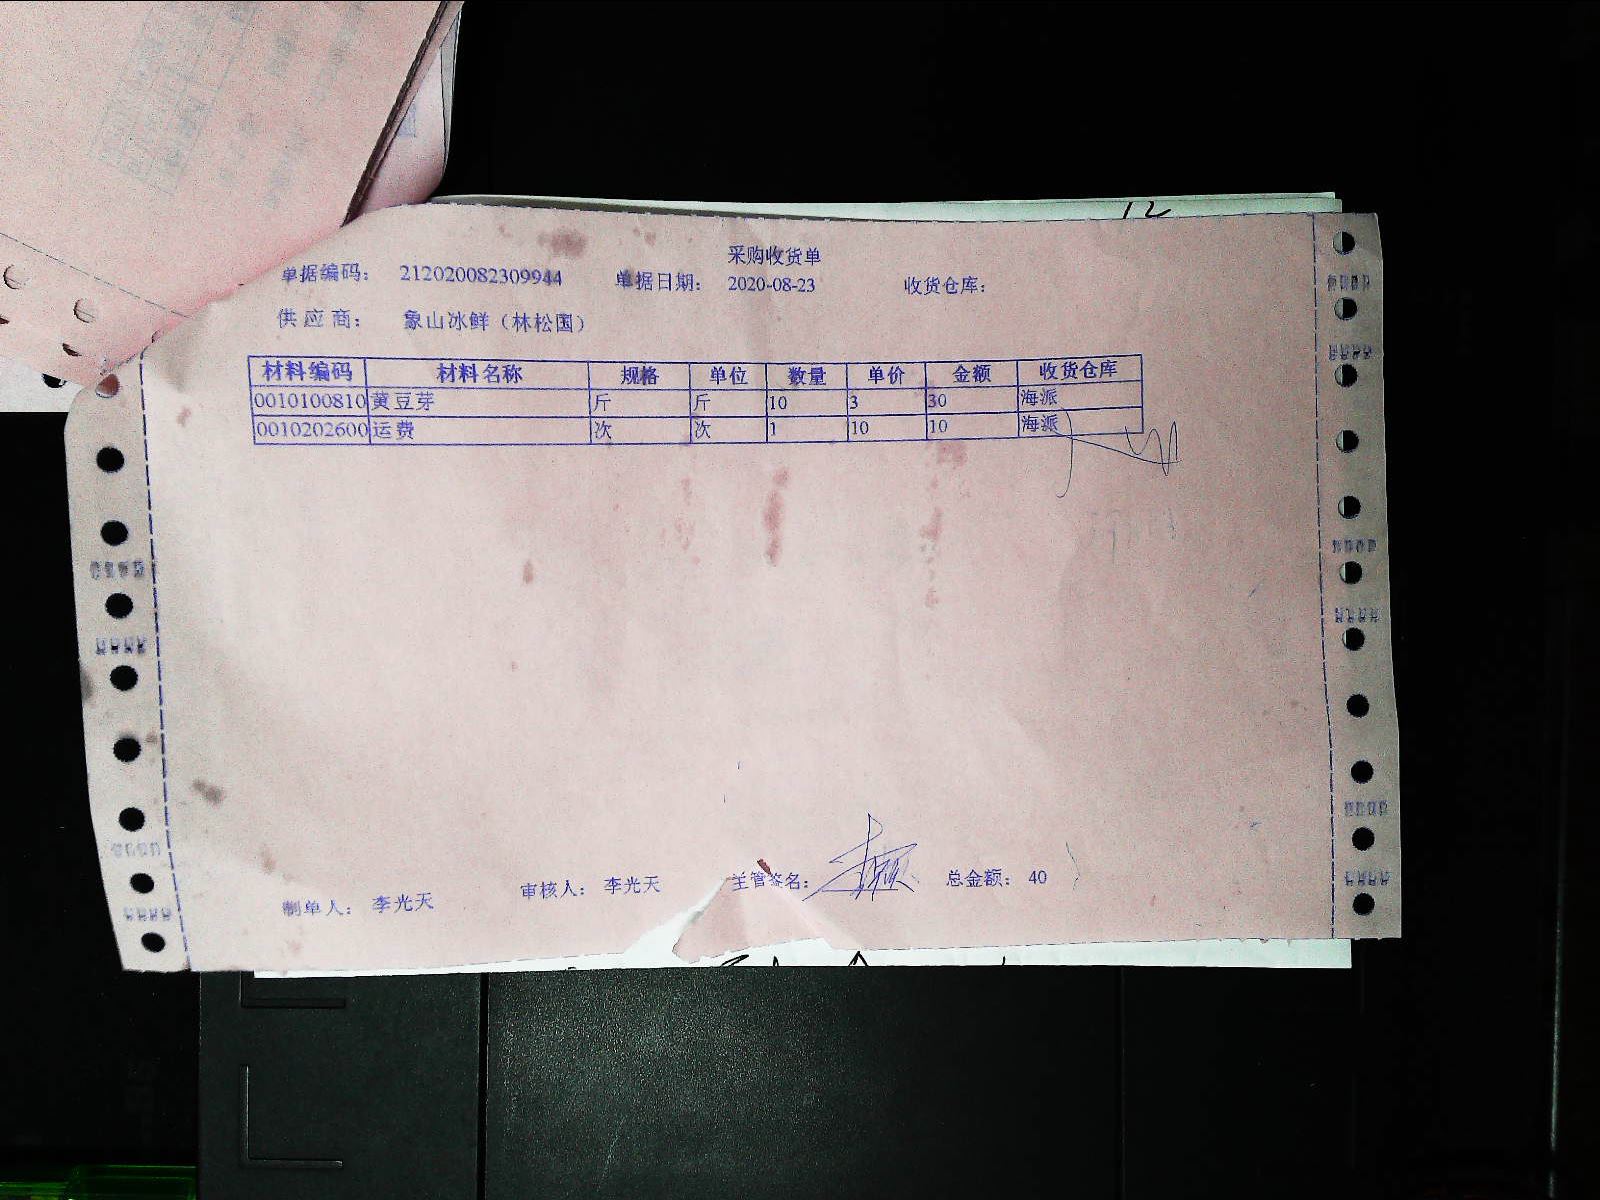 12
采购收货单
单据编码： 212020082309944 单据日期： 2020-08-23 收货仓库：
供应商： 象山冰鲜（林松国）
材料编码 材料名称 规格 单位 数量 单价 金额 收货仓库
0010100810 黄豆芽 斤 斤 10 3 30 海派
0010202600 运费 次 次 1 10 10 海派
制单人： 李光天 审核人： 李光天 主管签名： 总金额： 40